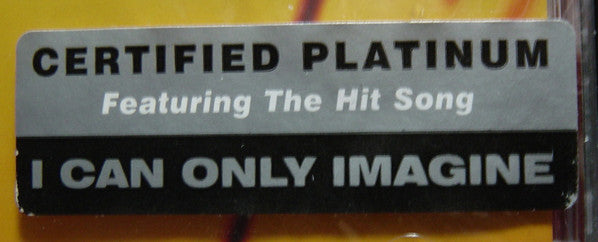 CERTIFIED PLATINUM
Featuring The Hit Song
I CAN ONLY IMAGINE